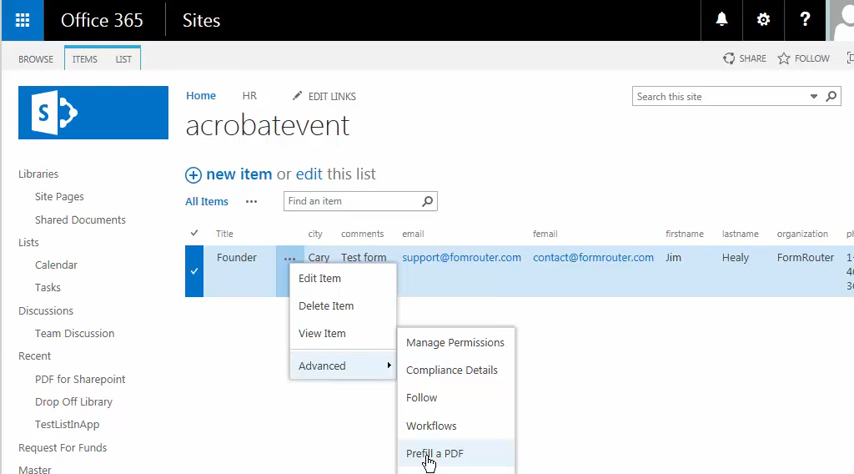 Office 365 Sites ?
BROWSE ITEMS LIST SHARE FOLLOW
S
Home HR EDIT LINKS Search this site
acrobatevent
new item or edit this list
All Items ... Find an item
Title city comments email femail firstname lastname organization ph
Founder ... Cary Test form support@fomrouter.com contact@formrouter.com Jim Healy FormRouter 1-
Libraries
Site Pages
Shared Documents
Lists
Calendar
Tasks
Discussions
Team Discussion
Recent
PDF for Sharepoint
Drop Off Library
TestListInApp
Request For Funds
Master
Edit Item
Delete Item
View Item
Advanced
Manage Permissions
Compliance Details
Follow
Workflows
Prefill a PDF